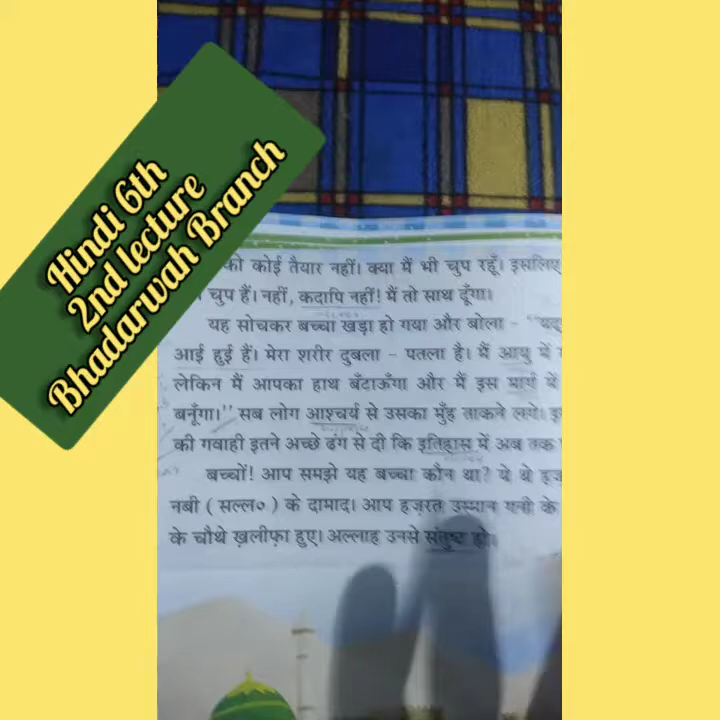 Hindi 6th
2nd lecture
Bhadarwah Branch
को कोई तैयार नहीं। क्या मैं भी चुप रहूँ। इसलिए
चुप हैं। नहीं, कदापि नहीं! मैं तो साथ दूँगा।
यह सोचकर बच्चा खड़ा हो गया और बोला – "यद्
आई हुई हैं। मेरा शरीर दुबला – पतला है। मैं आयु में
लेकिन मैं आपका हाथ बँटाऊँगा और मैं इस मार्ग में
बनूँगा।'' सब लोग आश्चर्य से उसका मुँह ताकने लगे।
की गवाही इतने अच्छे ढंग से दी कि इतिहास में अब तक
बच्चों! आप समझे यह बच्चा कौन था? ये थे हज़
नबी ( सल्ल० ) के दामाद। आप हज़रत उस्मान ग़नी के
के चौथे ख़लीफ़ा हुए। अल्लाह उनसे संतुष्ट हो।